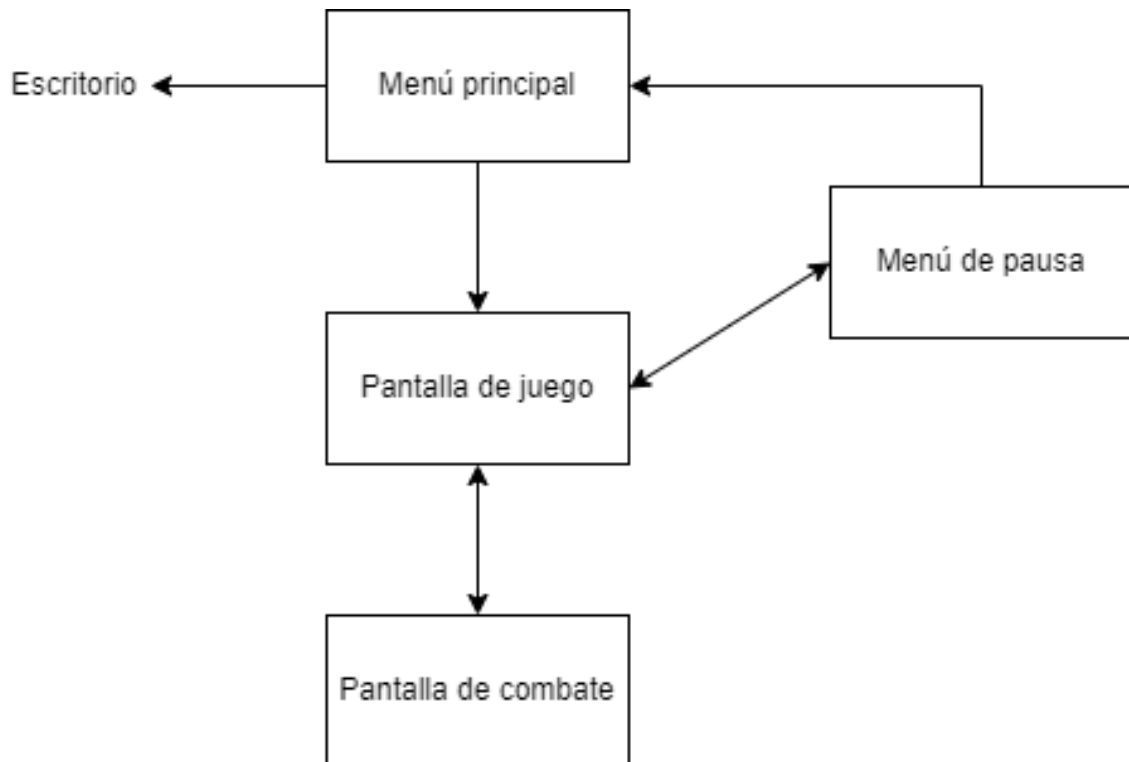 Escritorio
Menú principal
Menú de pausa
Pantalla de juego
Pantalla de combate